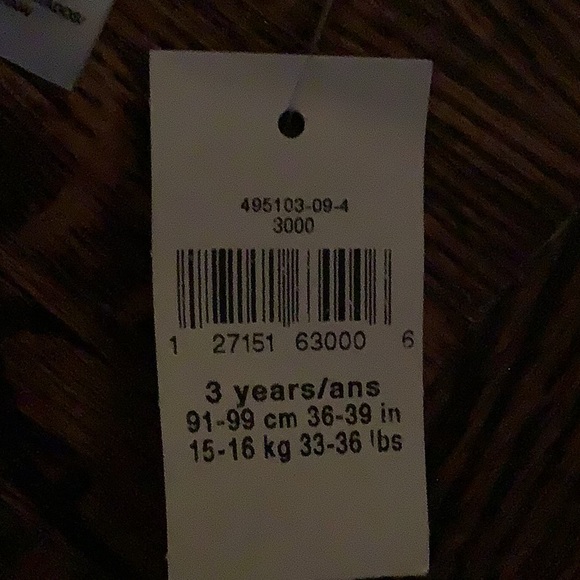 495103-09-4
3000
1 27151 63000 6
3 years/ans
91-99 cm 36-39 in
15-16 kg 33-36 lbs